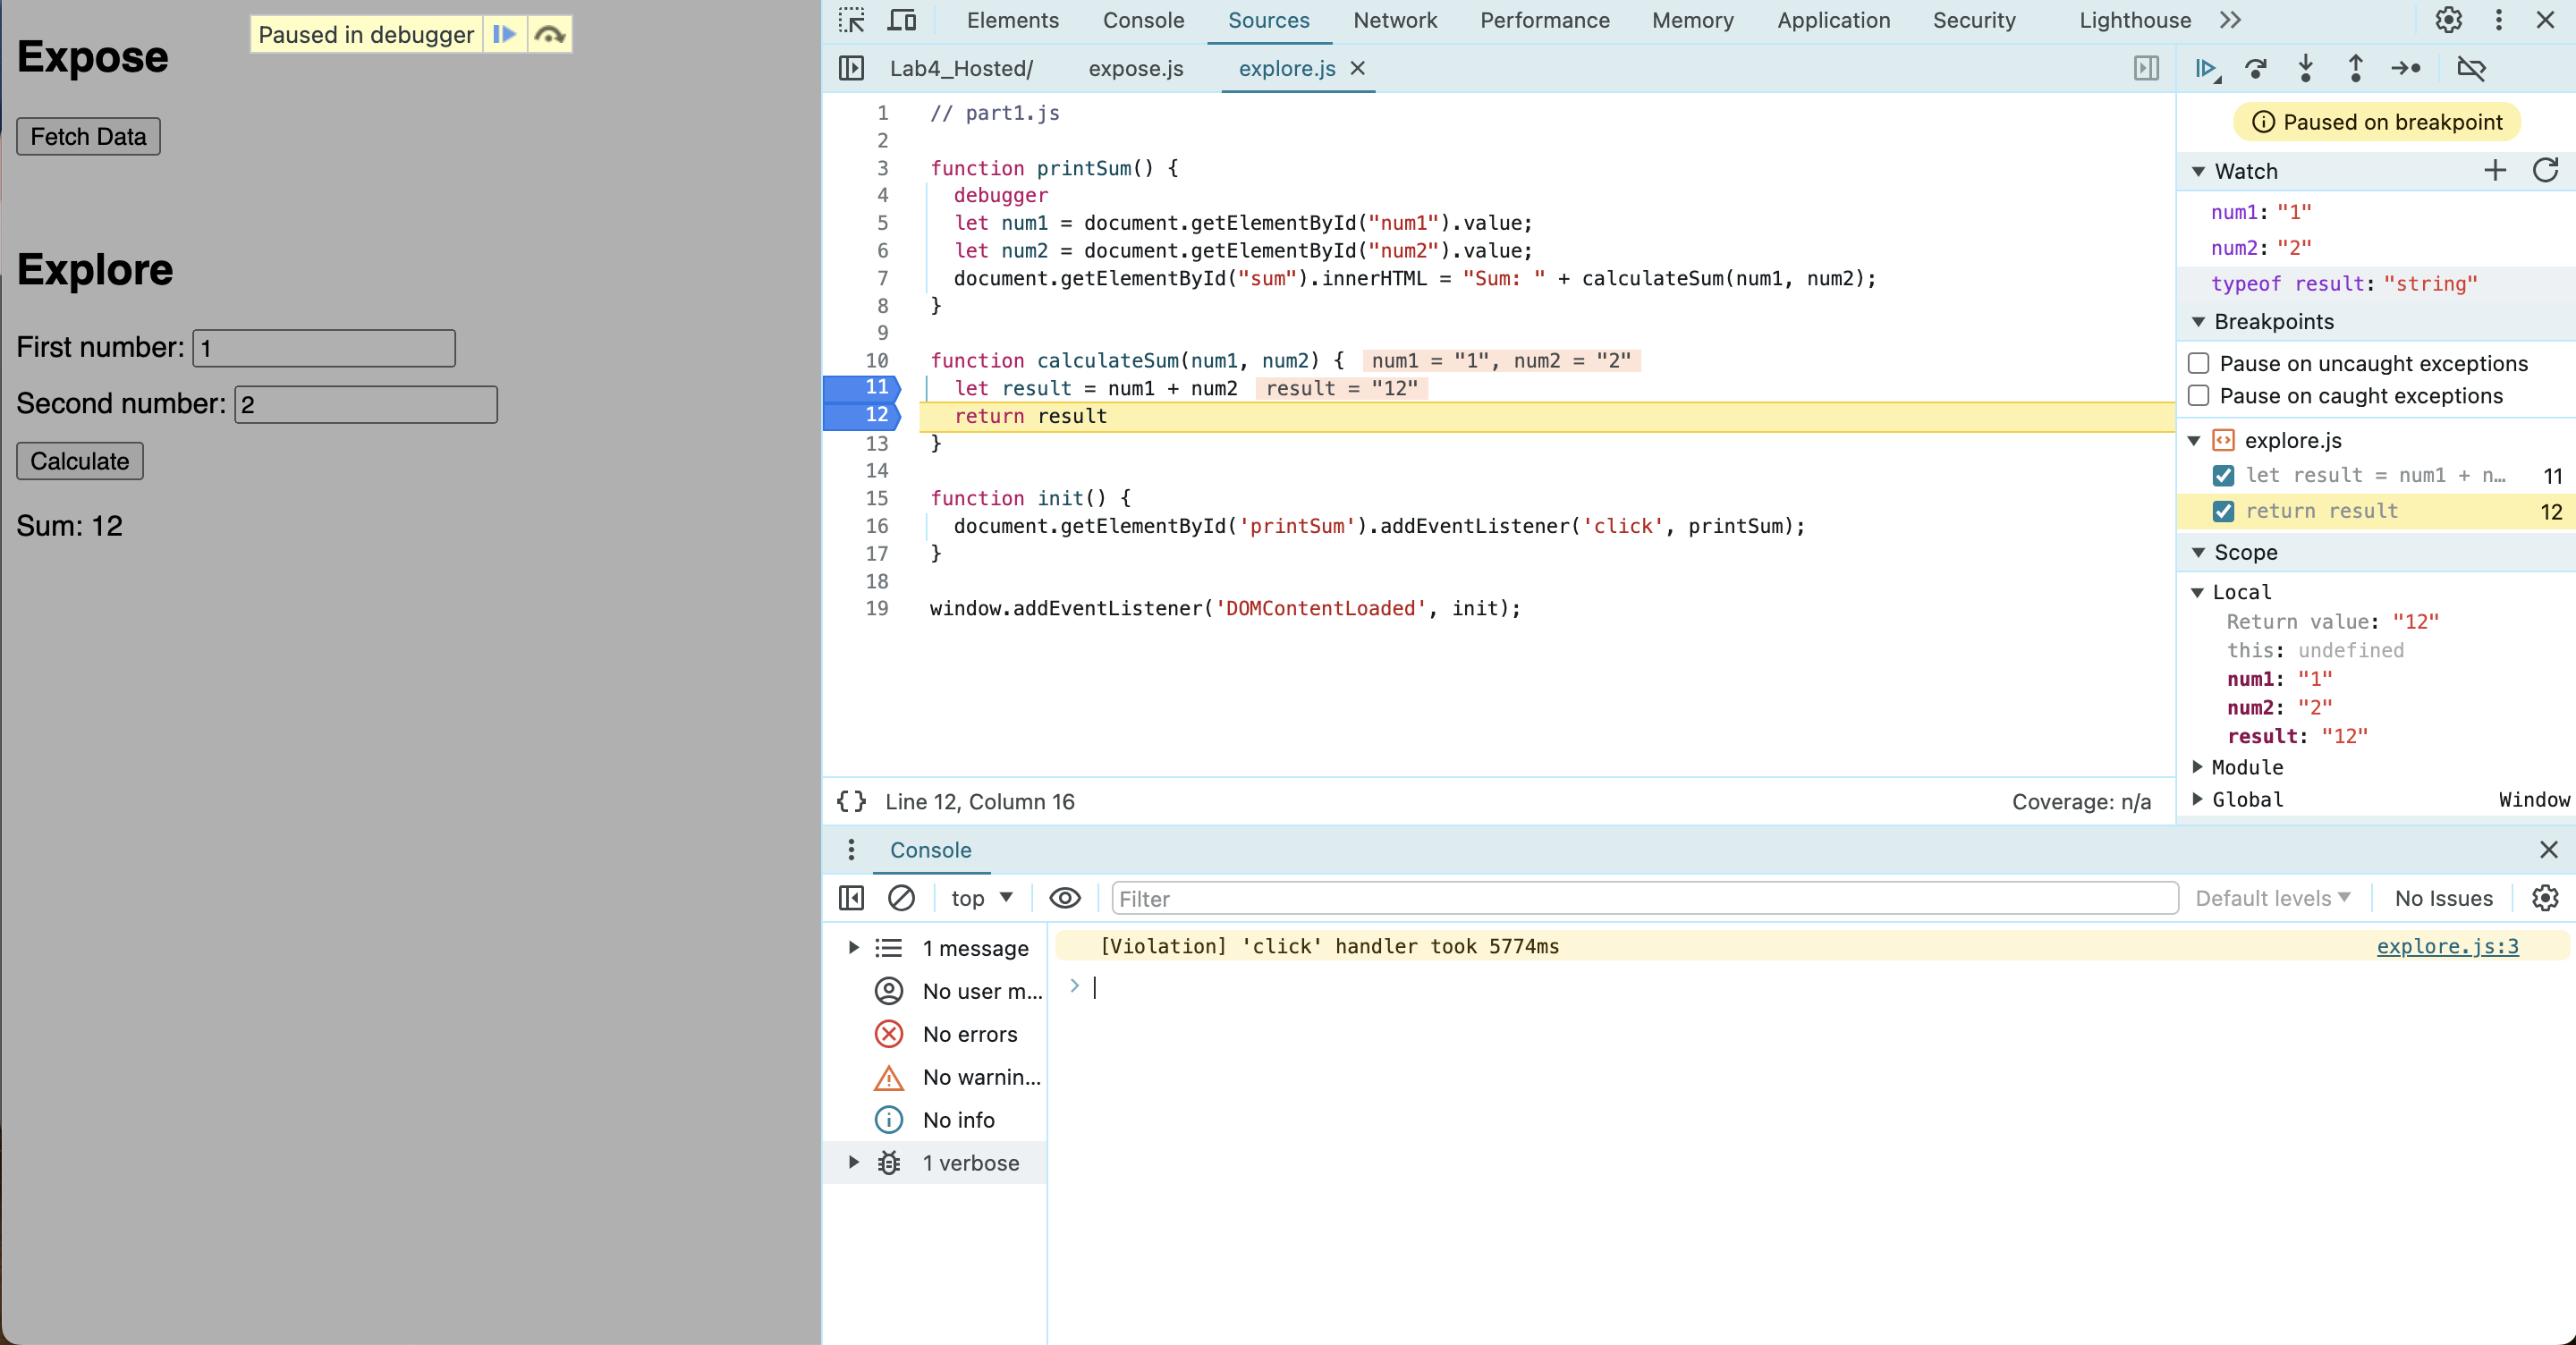 Expose
Paused in debugger
Fetch Data
Explore
First number: 1
Second number: 2
Calculate
Sum: 12
Elements Console Sources Network Performance Memory Application Security Lighthouse
Lab4_Hosted/ expose.js explore.js
1 // part1.js
2
3 function printSum() {
4 debugger
5 let num1 = document.getElementById("num1").value;
6 let num2 = document.getElementById("num2").value;
7 document.getElementById("sum").innerHTML = "Sum: " + calculateSum(num1, num2);
8 }
9
10 function calculateSum(num1, num2) { num1 = "1", num2 = "2"
11 let result = num1 + num2 result = "12"
12 return result
13 }
14
15 function init() {
16 document.getElementById('printSum').addEventListener('click', printSum);
17 }
18
19 window.addEventListener('DOMContentLoaded', init);
{} Line 12, Column 16 Coverage: n/a
Paused on breakpoint
Watch
num1: "1"
num2: "2"
typeof result: "string"
Breakpoints
Pause on uncaught exceptions
Pause on caught exceptions
explore.js
let result = num1 + n… 11
return result 12
Scope
Local
Return value: "12"
this: undefined
num1: "1"
num2: "2"
result: "12"
Module
Global Window
Console
top Filter Default levels No Issues
1 message
No user m…
No errors
No warnin…
No info
1 verbose
[Violation] 'click' handler took 5774ms explore.js:3